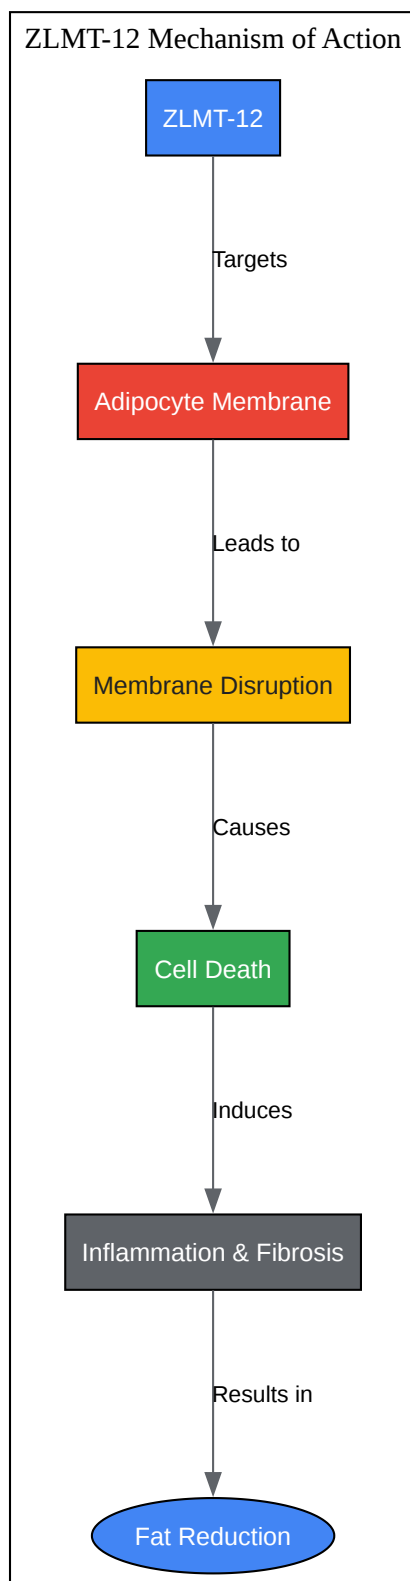 ZLMT-12 Mechanism of Action
ZLMT-12
Targets
Adipocyte Membrane
Leads to
Membrane Disruption
Causes
Cell Death
Induces
Inflammation & Fibrosis
Results in
Fat Reduction